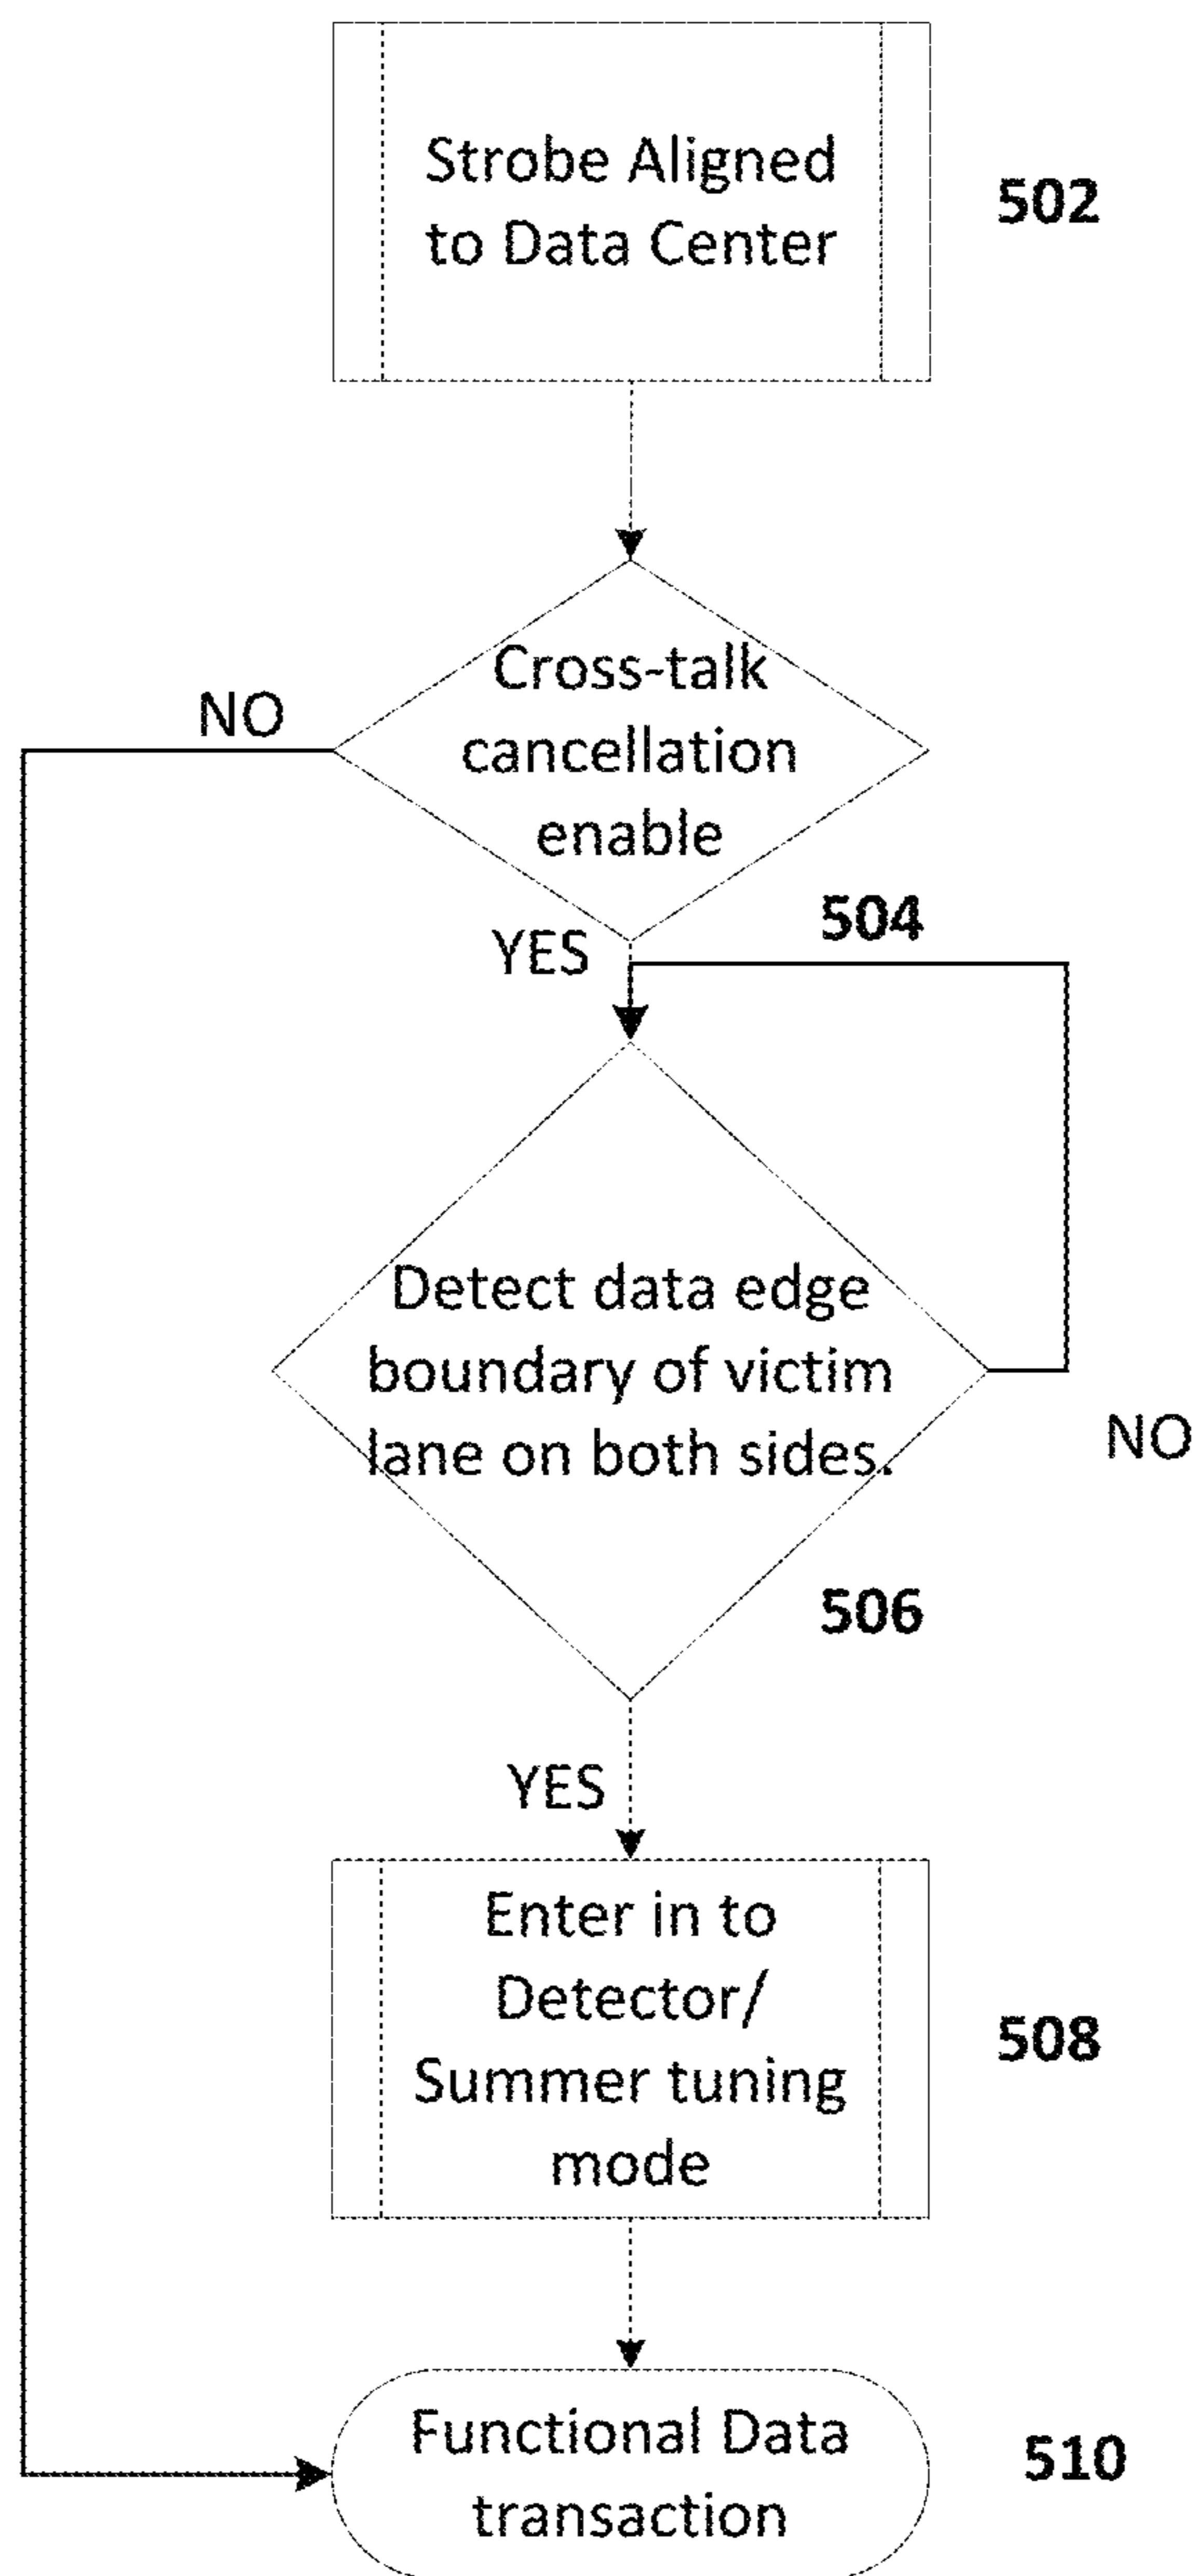 Strobe Aligned
to Data Center
502
Cross-talk
cancellation
enable
NO
504
YES
Detect data edge
boundary of victim
lane on both sides.
NO
506
YES
Enter in to
Detector/
Summer tuning
mode
508
Functional Data
transaction
510